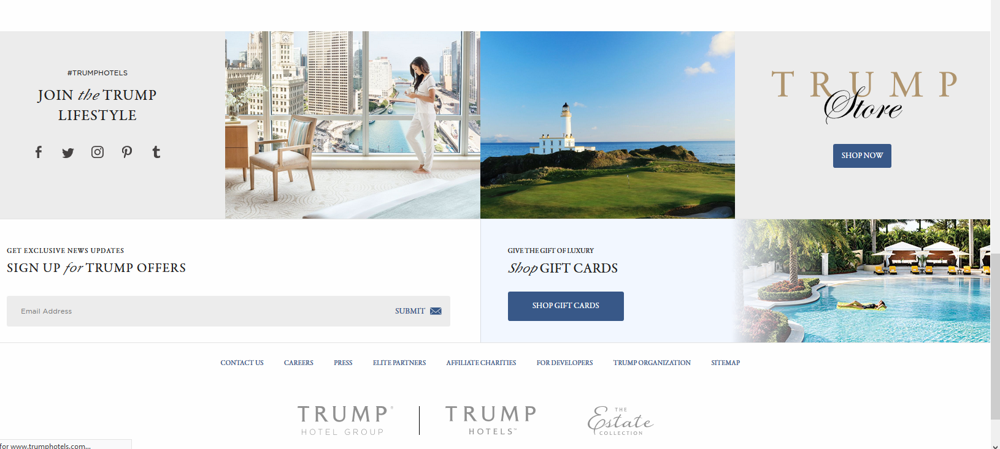 #TRUMPHOTELS
JOIN the TRUMP
LIFESTYLE
TRUMP
Store
SHOP NOW
GET EXCLUSIVE NEWS UPDATES
SIGN UP for TRUMP OFFERS
Email Address
SUBMIT
GIVE THE GIFT OF LUXURY
Shop GIFT CARDS
SHOP GIFT CARDS
CONTACT US CAREERS PRESS ELITE PARTNERS AFFILIATE CHARITIES FOR DEVELOPERS TRUMP ORGANIZATION SITEMAP
TRUMP®
HOTEL GROUP
TRUMP
HOTELS™
THE
Estate
COLLECTION
for www.trumphotels.com...